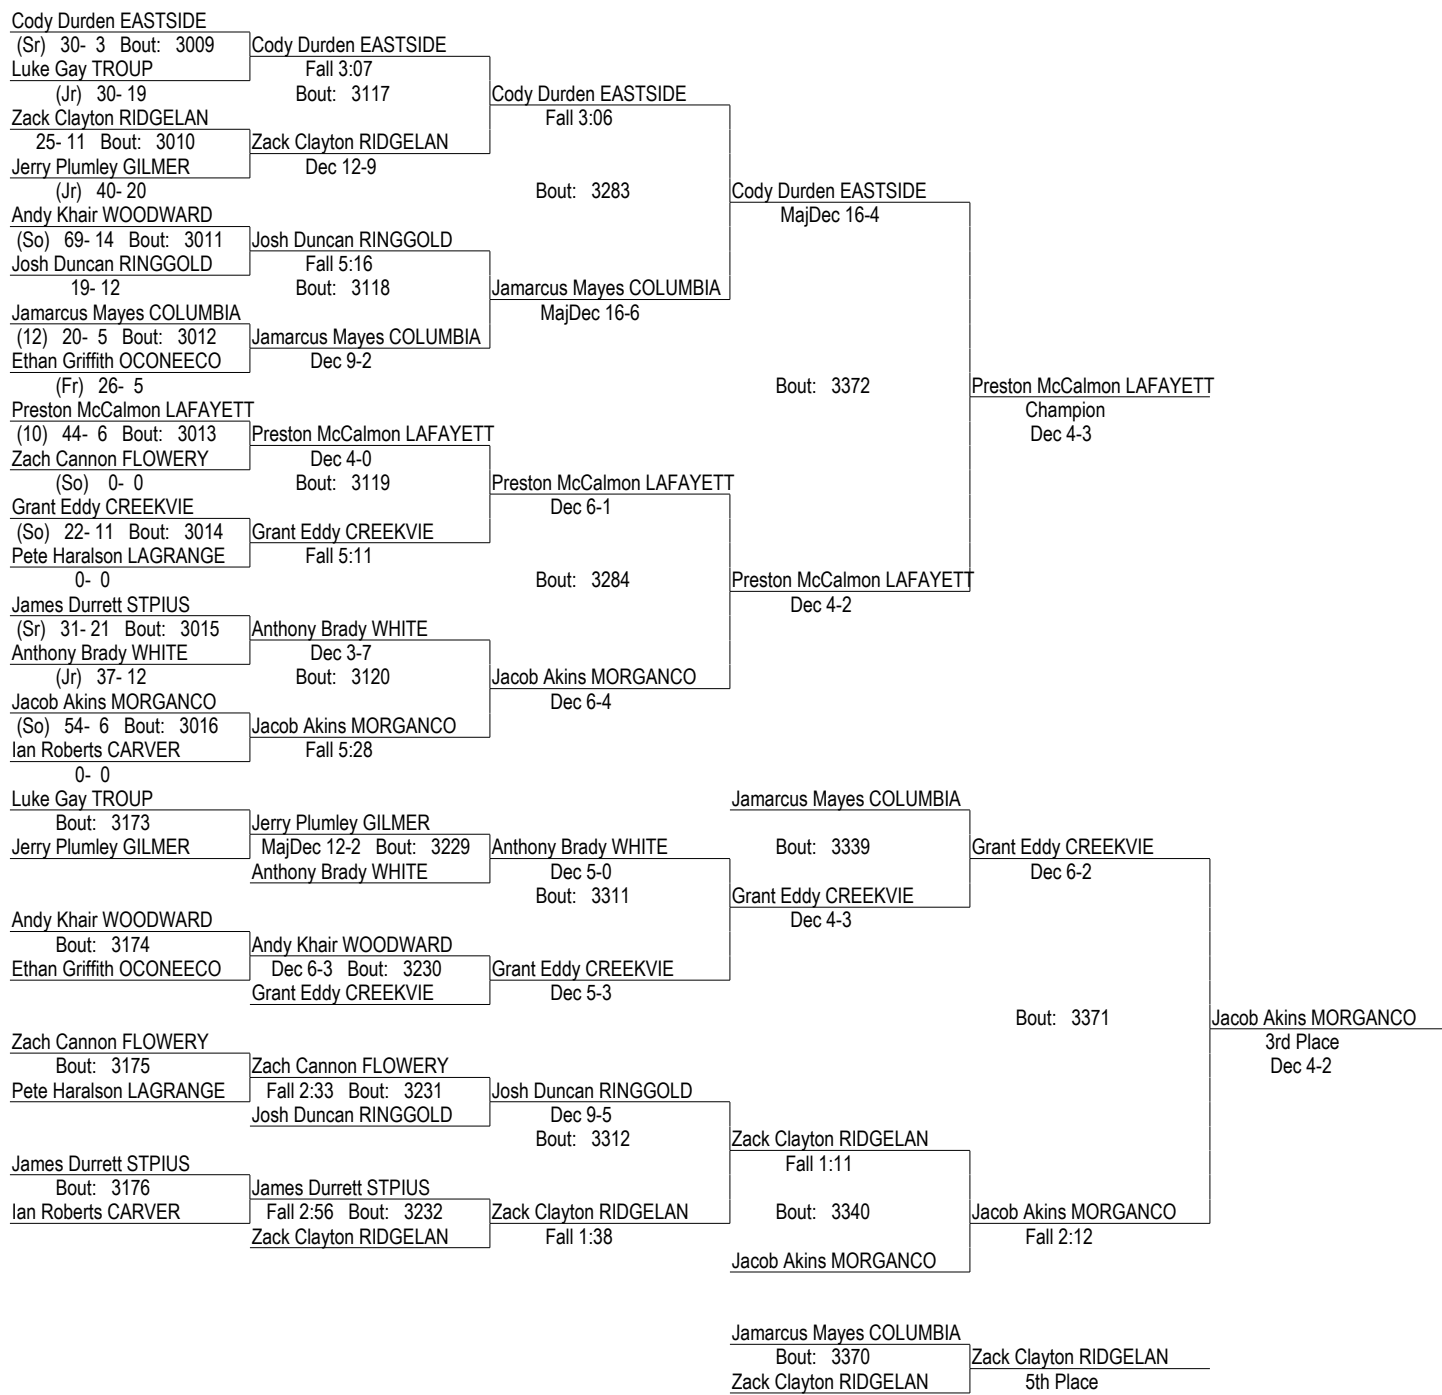 Cody Durden EASTSIDE
(Sr) 30- 3 Bout: 3009 Cody Durden EASTSIDE
Luke Gay TROUP Fall 3:07
(Jr) 30- 19 Bout: 3117 Cody Durden EASTSIDE
Zack Clayton RIDGELAN Fall 3:06
25- 11 Bout: 3010 Zack Clayton RIDGELAN
Jerry Plumley GILMER Dec 12-9
(Jr) 40- 20 Bout: 3283 Cody Durden EASTSIDE
Andy Khair WOODWARD MajDec 16-4
(So) 69- 14 Bout: 3011 Josh Duncan RINGGOLD
Josh Duncan RINGGOLD Fall 5:16
19- 12 Bout: 3118 Jamarcus Mayes COLUMBIA
Jamarcus Mayes COLUMBIA MajDec 16-6
(12) 20- 5 Bout: 3012 Jamarcus Mayes COLUMBIA
Ethan Griffith OCONEECO Dec 9-2
(Fr) 26- 5 Bout: 3372 Preston McCalmon LAFAYETT
Preston McCalmon LAFAYETT Champion
(10) 44- 6 Bout: 3013 Preston McCalmon LAFAYETT Dec 4-3
Zach Cannon FLOWERY Dec 4-0
(So) 0- 0 Bout: 3119 Preston McCalmon LAFAYETT
Grant Eddy CREEKVIE Dec 6-1
(So) 22- 11 Bout: 3014 Grant Eddy CREEKVIE
Pete Haralson LAGRANGE Fall 5:11
0- 0 Bout: 3284 Preston McCalmon LAFAYETT
James Durrett STPIUS Dec 4-2
(Sr) 31- 21 Bout: 3015 Anthony Brady WHITE
Anthony Brady WHITE Dec 3-7
(Jr) 37- 12 Bout: 3120 Jacob Akins MORGANCO
Jacob Akins MORGANCO Dec 6-4
(So) 54- 6 Bout: 3016 Jacob Akins MORGANCO
Ian Roberts CARVER Fall 5:28
0- 0
Luke Gay TROUP Jamarcus Mayes COLUMBIA
Bout: 3173 Jerry Plumley GILMER
Jerry Plumley GILMER MajDec 12-2 Bout: 3229 Anthony Brady WHITE Bout: 3339 Grant Eddy CREEKVIE
Anthony Brady WHITE Dec 5-0 Dec 6-2
Bout: 3311 Grant Eddy CREEKVIE
Andy Khair WOODWARD Dec 4-3
Bout: 3174 Andy Khair WOODWARD
Ethan Griffith OCONEECO Dec 6-3 Bout: 3230 Grant Eddy CREEKVIE
Grant Eddy CREEKVIE Dec 5-3
Bout: 3371 Jacob Akins MORGANCO
Zach Cannon FLOWERY 3rd Place
Bout: 3175 Zach Cannon FLOWERY Dec 4-2
Pete Haralson LAGRANGE Fall 2:33 Bout: 3231 Josh Duncan RINGGOLD
Josh Duncan RINGGOLD Dec 9-5
Bout: 3312 Zack Clayton RIDGELAN
James Durrett STPIUS Fall 1:11
Bout: 3176 James Durrett STPIUS
Ian Roberts CARVER Fall 2:56 Bout: 3232 Zack Clayton RIDGELAN Bout: 3340 Jacob Akins MORGANCO
Zack Clayton RIDGELAN Fall 1:38 Fall 2:12
Jacob Akins MORGANCO
Jamarcus Mayes COLUMBIA
Bout: 3370 Zack Clayton RIDGELAN
Zack Clayton RIDGELAN 5th Place